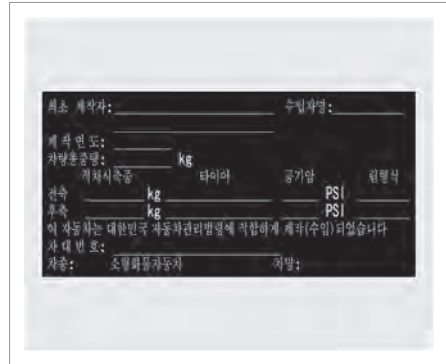 최초 제작자: 수입자명:
제작연도:
차량총중량: kg
적차시축중 타이어 공기압 림형식
전축 kg PSI
후축 kg PSI
이 자동차는 대한민국 자동차관리법령에 적합하게 제작(수입)되었습니다
차대번호:
차종: 소형화물자동차 차명: